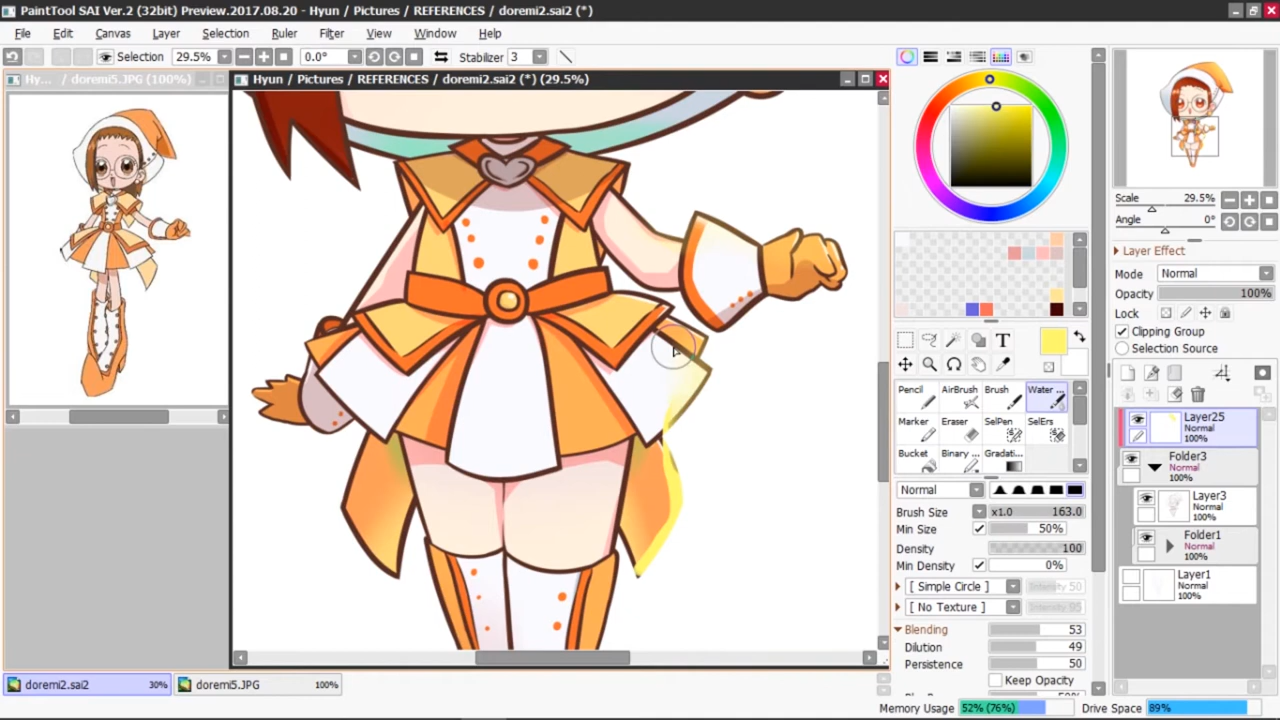 PaintTool SAI Ver.2 (32bit) Preview.2017.08.20 - Hyun / Pictures / REFERENCES / doremi2.sai2 (*)
File Edit Canvas Layer Selection Filter View Window Help
Selection 29.5% 0.0° Stabilizer 3
Hy... / doremi5.JPG (100%)
Hyun / Pictures / REFERENCES / doremi2.sai2 (*) (29.5%)
Scale 29.5%
Angle 0°
Layer Effect
Mode Normal
Opacity 100%
Lock
Clipping Group
Selection Source
T
Pencil AirBrush Brush Water ...
Marker Eraser SelPen SelErs
Bucket Binary ... Gradati...
Normal
Brush Size x1.0 163.0
Min Size 50%
Density 100
Min Density 0%
[ Simple Circle ] Intensity 50
[ No Texture ] Intensity 95
Blending 53
Dilution 49
Persistence 50
Keep Opacity
Layer25
Normal
100%
Folder3
Normal
100%
Layer3
Normal
100%
Folder1
Normal
100%
Layer1
Normal
100%
doremi2.sai2 30% doremi5.JPG 100%
Memory Usage 52% (76%) Drive Space 89%